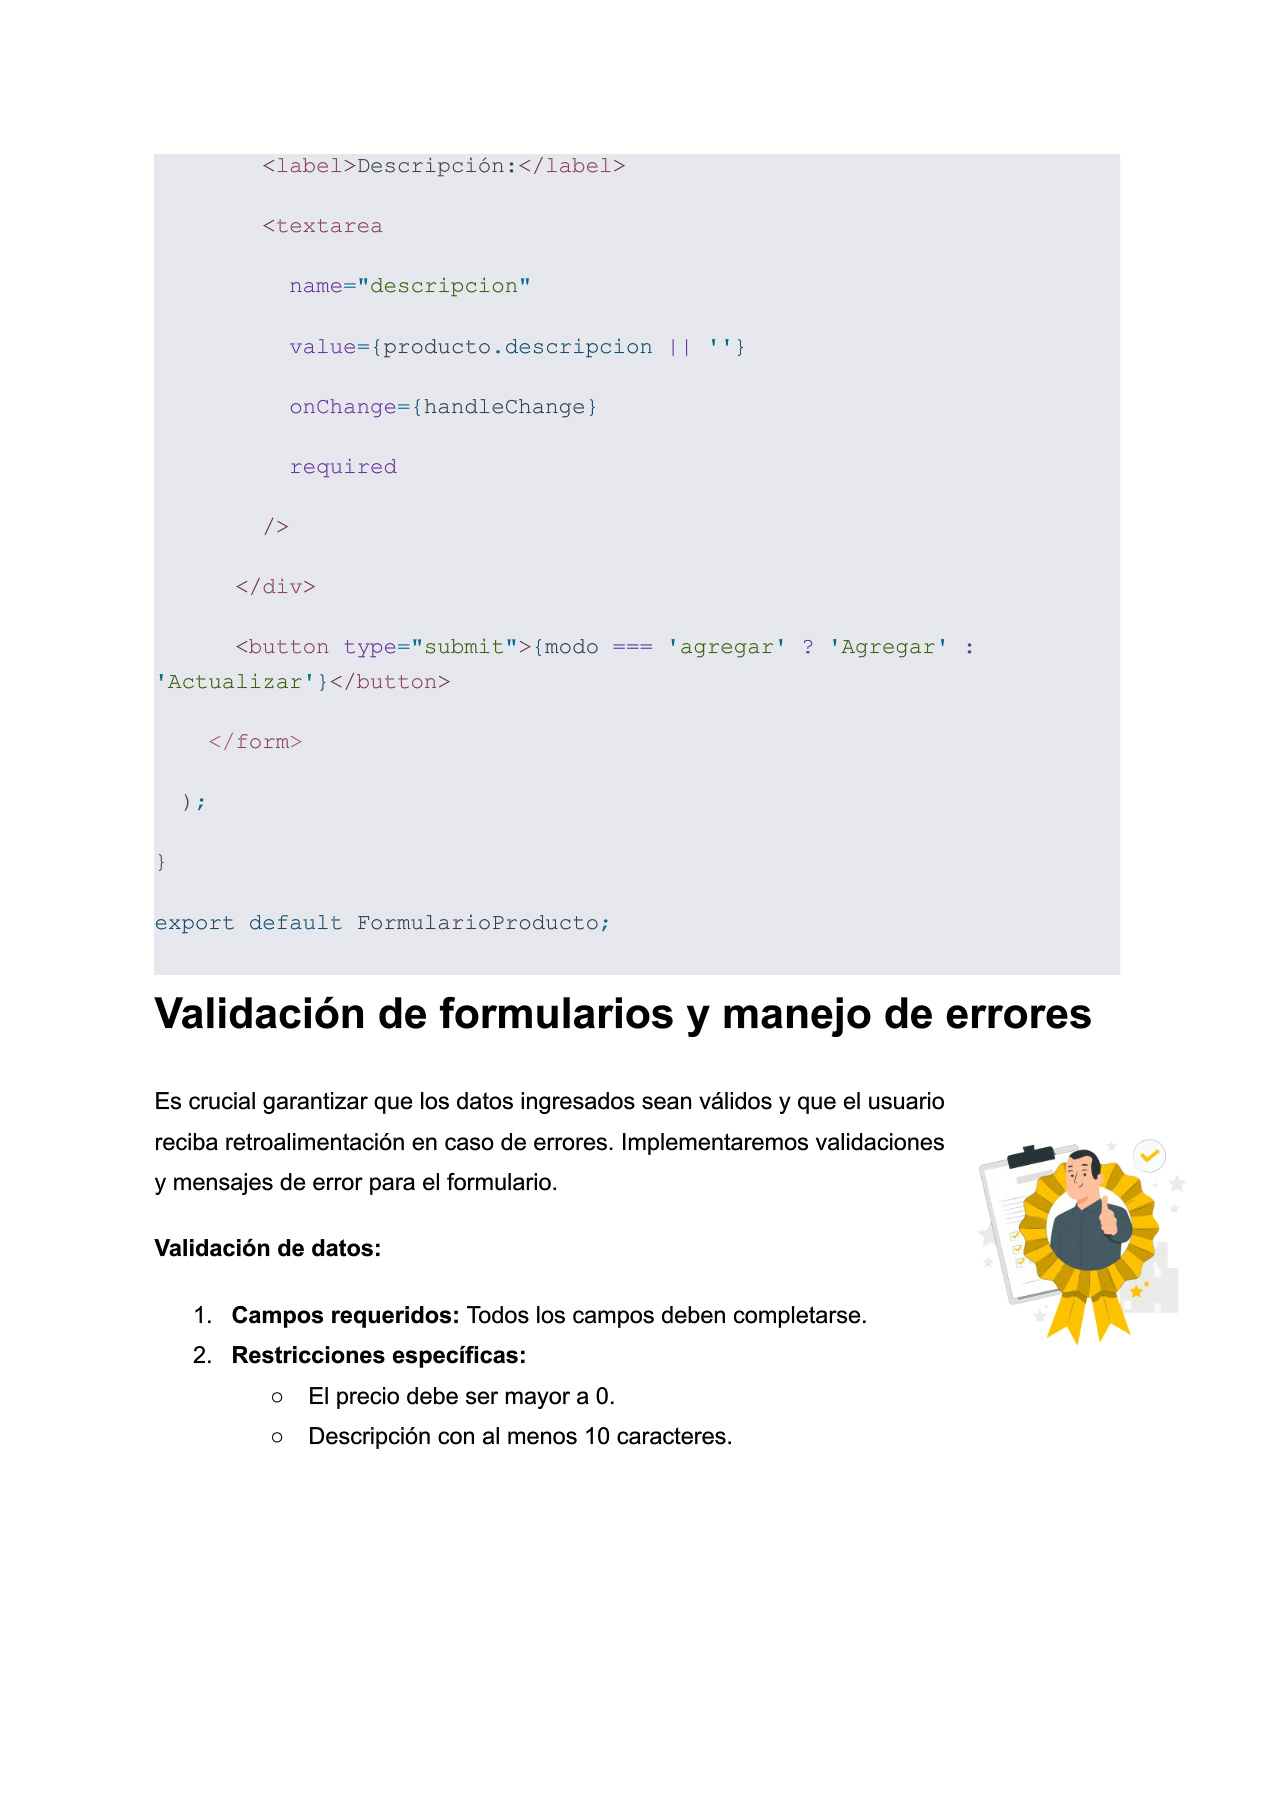 <label>Descripción:</label>
<textarea
name="descripcion"
value={producto.descripcion || ''}
onChange={handleChange}
required
/>
</div>
<button type="submit">{modo === 'agregar' ? 'Agregar' :
'Actualizar'}</button>
</form>
);
}
export default FormularioProducto;
Validación de formularios y manejo de errores
Es crucial garantizar que los datos ingresados sean válidos y que el usuario
reciba retroalimentación en caso de errores. Implementaremos validaciones
y mensajes de error para el formulario.
Validación de datos:
1. Campos requeridos: Todos los campos deben completarse.
2. Restricciones específicas:
○ El precio debe ser mayor a 0.
○ Descripción con al menos 10 caracteres.